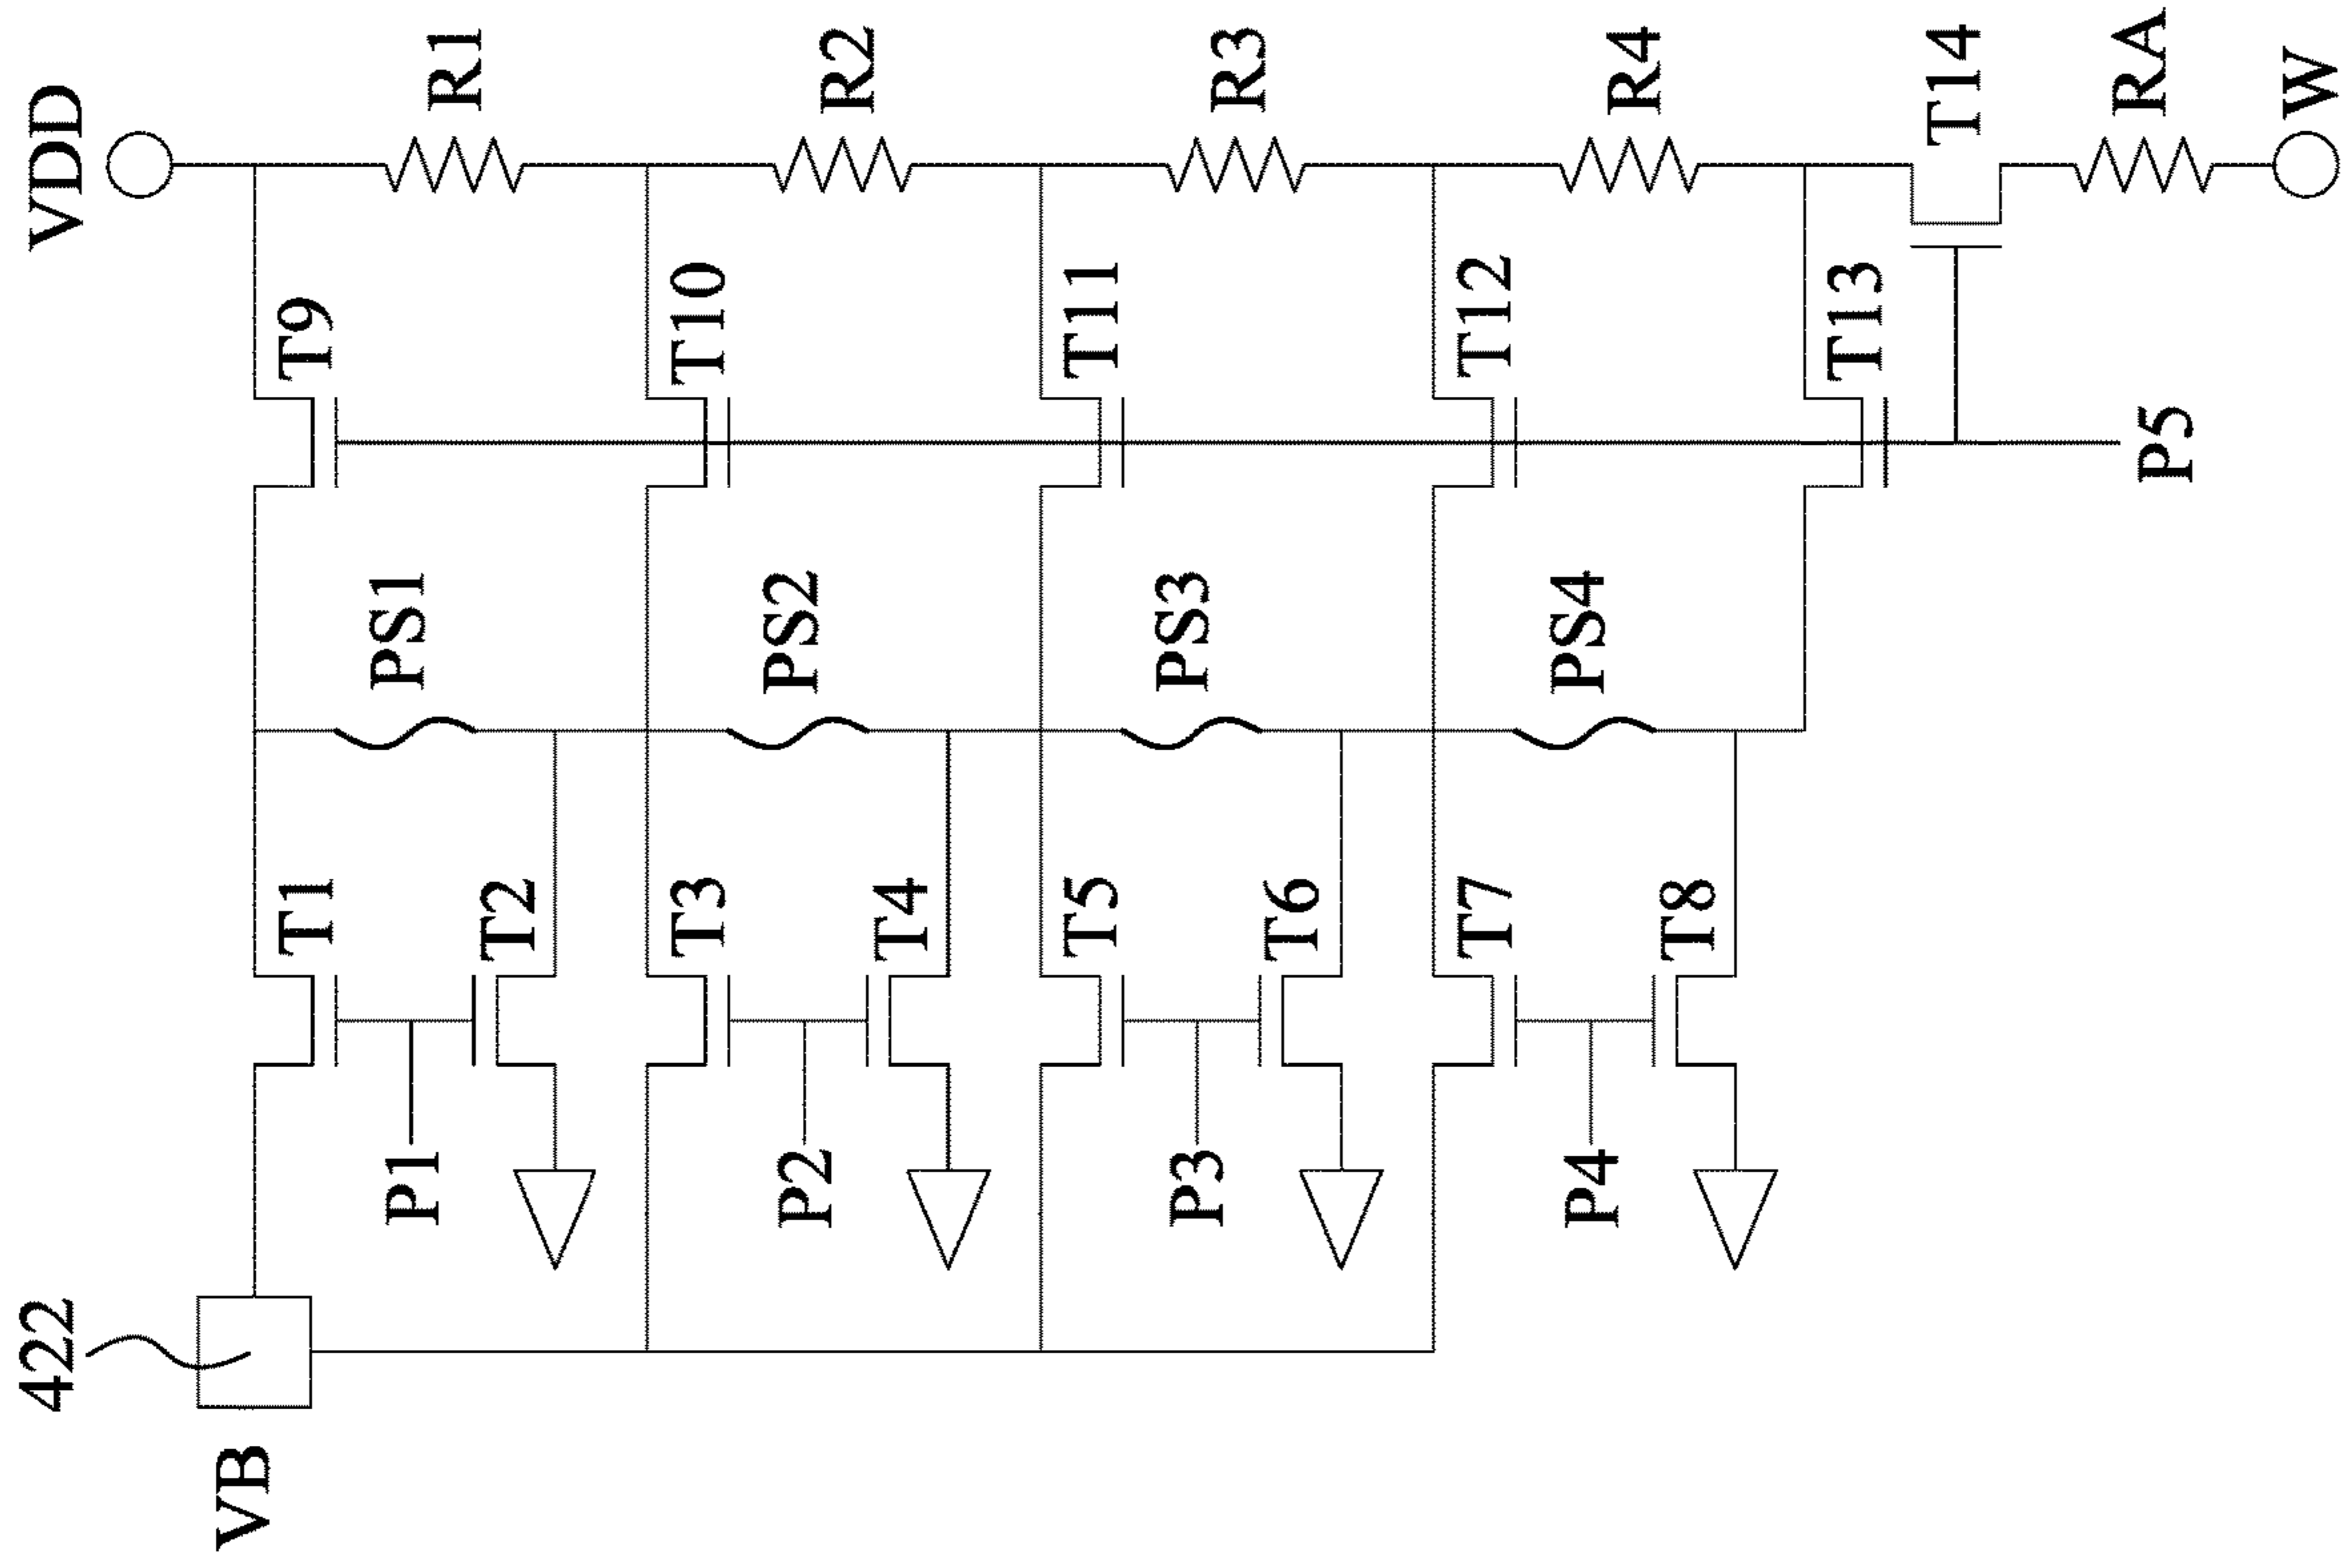 VDD
R1
R2
R3
R4
T14
RA
W
T9
T10
T11
T12
T13
P5
PS1
PS2
PS3
PS4
T1
T2
T3
T4
T5
T6
T7
T8
P1
P2
P3
P4
422
VB